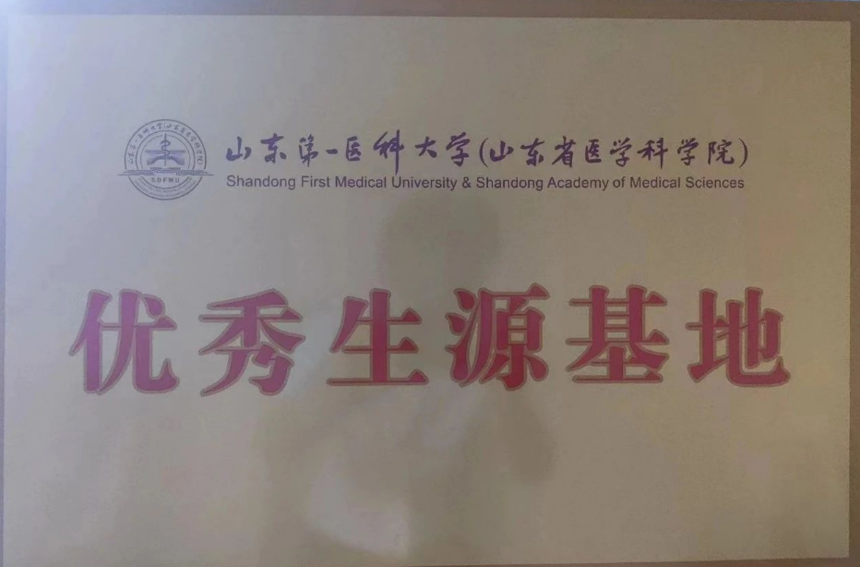 山东第一医科大学(山东省医学科学院)
Shandong First Medical University & Shandong Academy of Medical Sciences
SDFMU
优秀生源基地